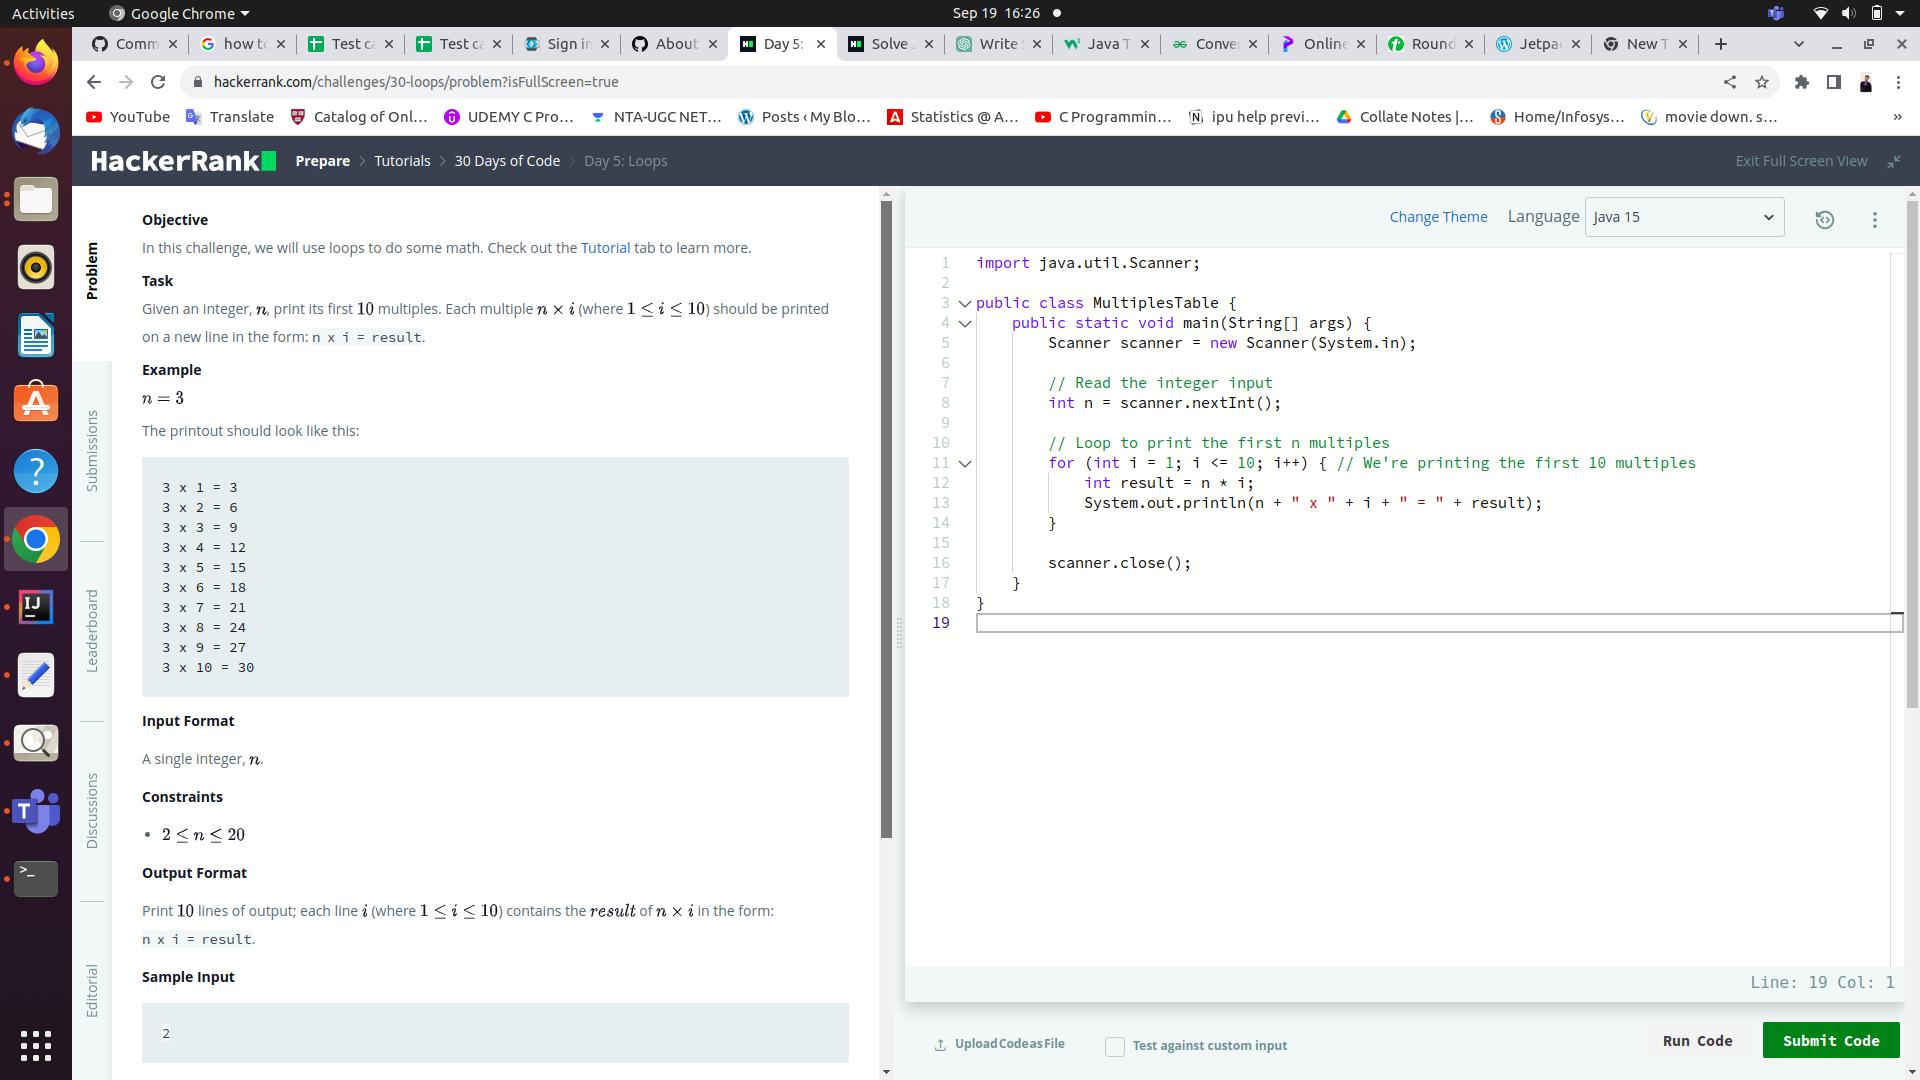 Activities
Google Chrome
Sep 19 16:26
Comm
how to
Test ca
Test ca
Sign in
About
Day 5:
Solve
Write
Java T
Conve
Online
Round
Jetpa
New T
hackerrank.com/challenges/30-loops/problem?isFullScreen=true
YouTube
Translate
Catalog of Onl...
UDEMY C Pro...
NTA-UGC NET...
Posts ‹ My Blo...
Statistics @ A...
C Programmin...
ipu help previ...
Collate Notes |...
Home/Infosys...
movie down. s...
HackerRank
Prepare > Tutorials > 30 Days of Code > Day 5: Loops
Exit Full Screen View
Problem
Submissions
Leaderboard
Discussions
Editorial
Objective
In this challenge, we will use loops to do some math. Check out the Tutorial tab to learn more.
Task
Given an integer, n, print its first 10 multiples. Each multiple n × i (where 1 ≤ i ≤ 10) should be printed
on a new line in the form: n x i = result.
Example
n = 3
The printout should look like this:
3 x 1 = 3
3 x 2 = 6
3 x 3 = 9
3 x 4 = 12
3 x 5 = 15
3 x 6 = 18
3 x 7 = 21
3 x 8 = 24
3 x 9 = 27
3 x 10 = 30
Input Format
A single integer, n.
Constraints
• 2 ≤ n ≤ 20
Output Format
Print 10 lines of output; each line i (where 1 ≤ i ≤ 10) contains the result of n × i in the form:
n x i = result.
Sample Input
2
Change Theme
Language
Java 15
1 import java.util.Scanner;
2
3 public class MultiplesTable {
4 public static void main(String[] args) {
5 Scanner scanner = new Scanner(System.in);
6
7 // Read the integer input
8 int n = scanner.nextInt();
9
10 // Loop to print the first n multiples
11 for (int i = 1; i <= 10; i++) { // We're printing the first 10 multiples
12 int result = n * i;
13 System.out.println(n + " x " + i + " = " + result);
14 }
15
16 scanner.close();
17 }
18 }
19
Line: 19 Col: 1
Upload Code as File
Test against custom input
Run Code
Submit Code